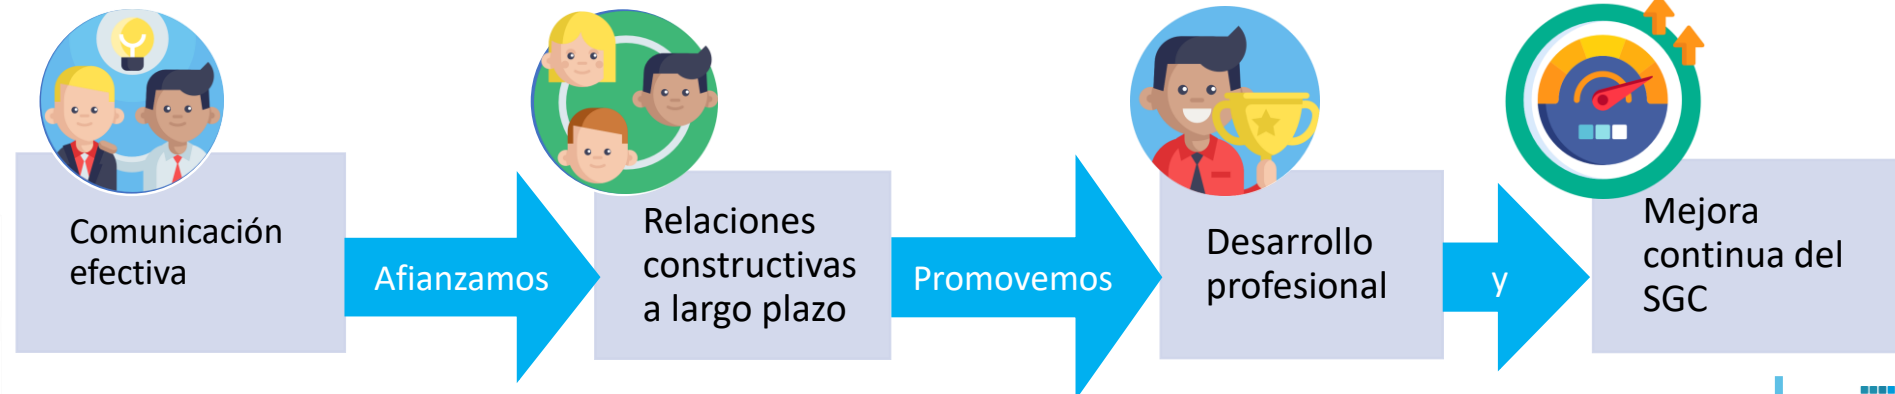 Comunicación
efectiva
Afianzamos
Relaciones
constructivas
a largo plazo
Promovemos
Desarrollo
profesional
y
Mejora
continua del
SGC